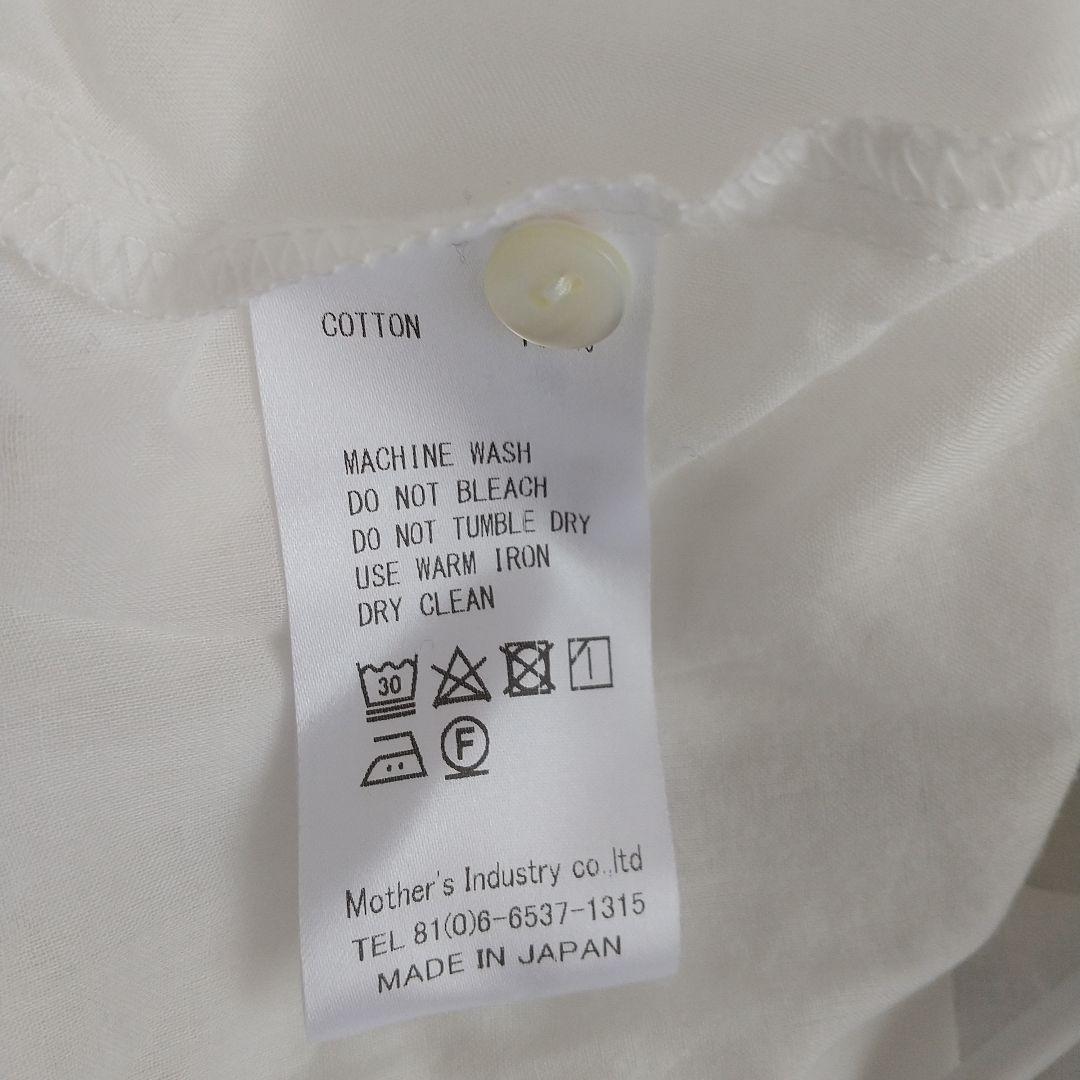 COTTON
MACHINE WASH
DO NOT BLEACH
DO NOT TUMBLE DRY
USE WARM IRON
DRY CLEAN
30
F
Mother's Industry co.,ltd
TEL 81(0)6-6537-1315
MADE IN JAPAN